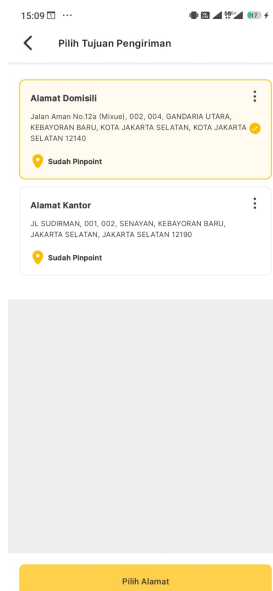 15:09
Pilih Tujuan Pengiriman
Alamat Domisili
Jalan Aman No.12a (Mixue), 002, 004, GANDARIA UTARA,
KEBAYORAN BARU, KOTA JAKARTA SELATAN, KOTA JAKARTA
SELATAN 12140
Sudah Pinpoint
Alamat Kantor
JL SUDIRMAN, 001, 002, SENAYAN, KEBAYORAN BARU,
JAKARTA SELATAN, JAKARTA SELATAN 12190
Sudah Pinpoint
Pilih Alamat